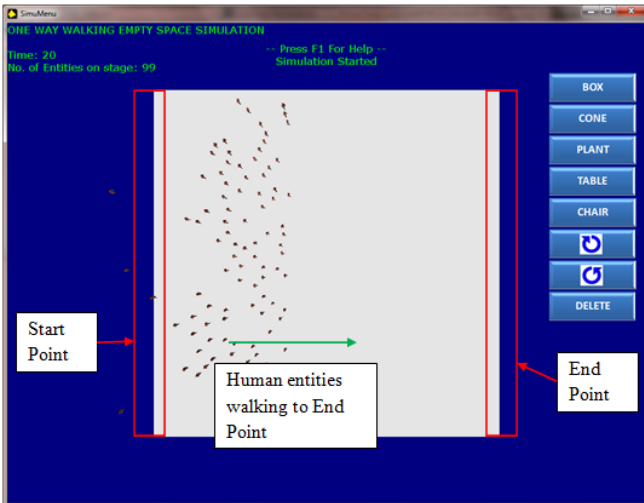 SimuMenu
ONE WAY WALKING EMPTY SPACE SIMULATION
-- Press F1 For Help --
Time: 20
Simulation Started
No. of Entities on stage: 99
BOX
CONE
PLANT
TABLE
CHAIR
DELETE
Start
Point
Human entities
walking to End
Point
End
Point